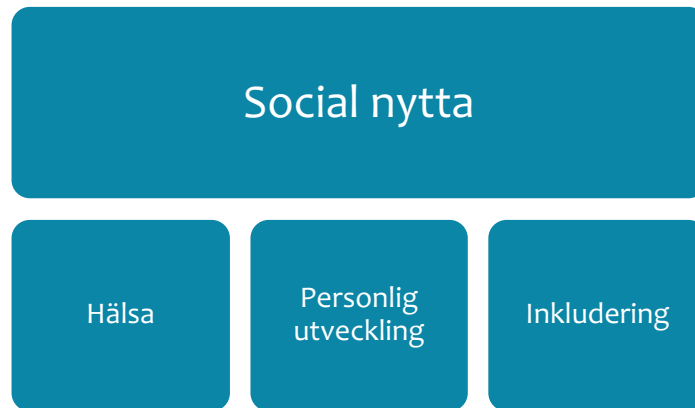 Social nytta
Hälsa
Personlig
utveckling
Inkludering